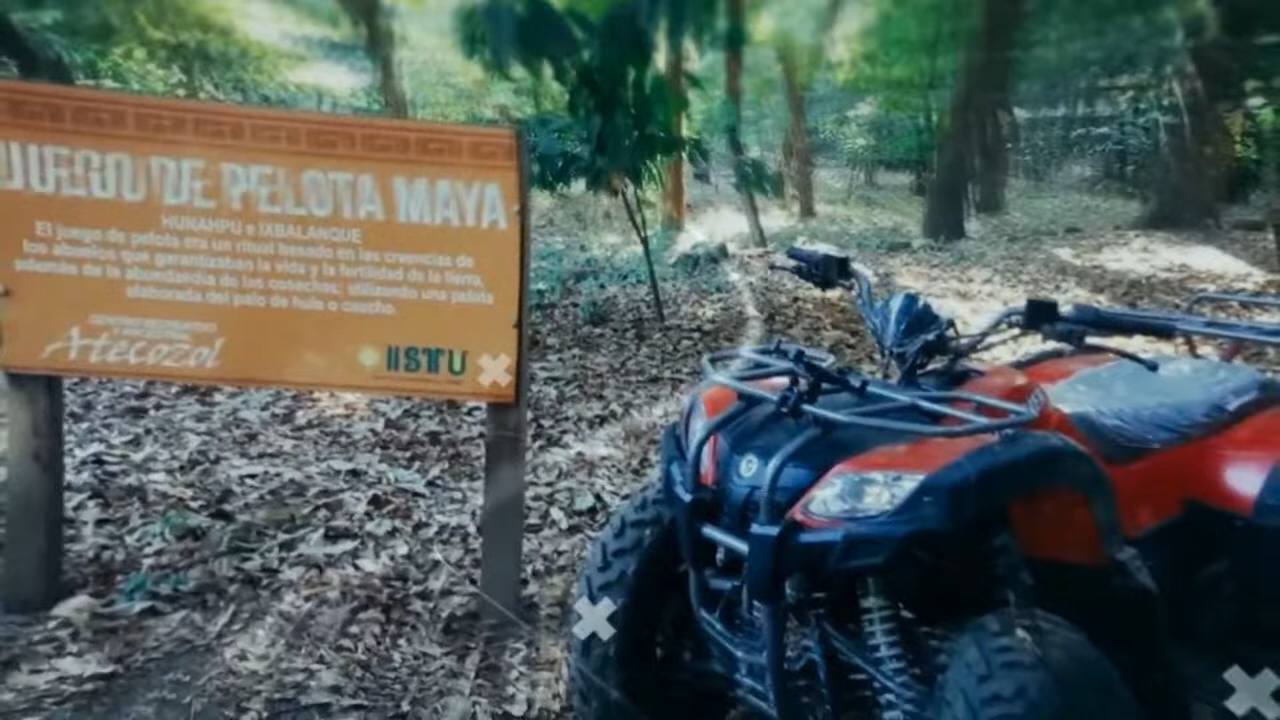 JUEGO DE PELOTA MAYA
HUNAHPU e IXBALANQUE
El juego de pelota era un ritual basado en las creencias de
los abuelos que garantizaban la vida y la fertilidad de la tierra,
además de la abundancia de las cosechas, utilizando una pelota
elaborada del palo de hule o caucho.
CENTRO RECREATIVO
Atecozol
ISTU